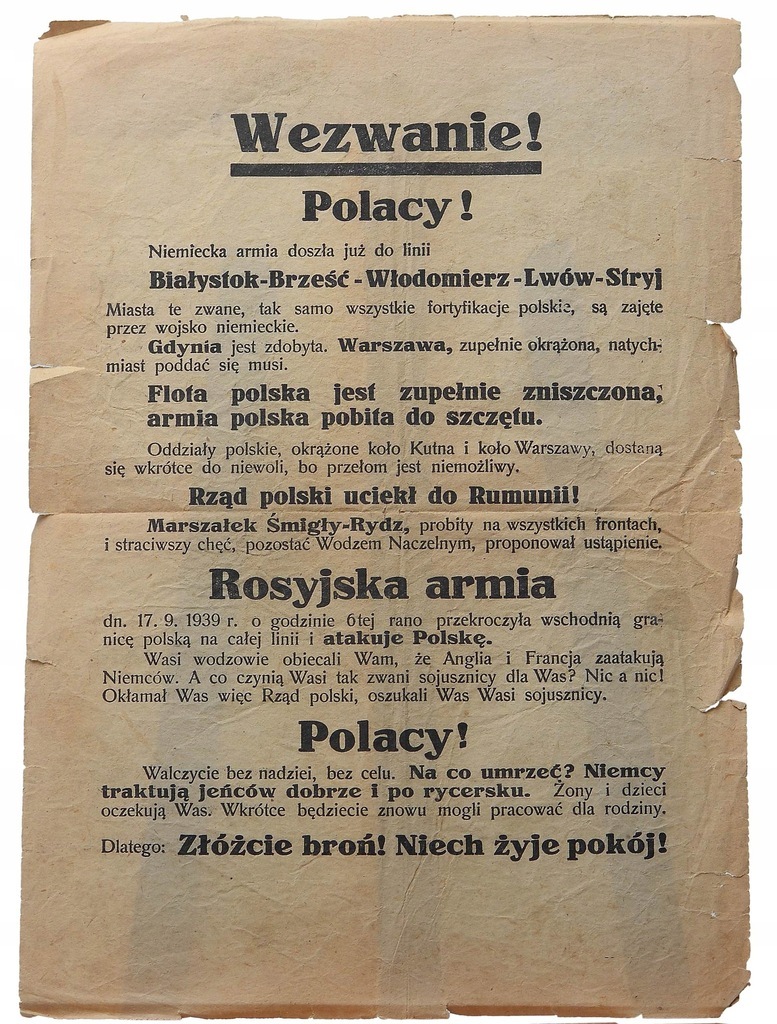 Wezwanie!
Polacy!
Niemiecka armia doszła już do linii
Białystok-Brześć-Włodomierz-Lwów-Stryj
Miasta te zwane, tak samo wszystkie fortyfikacje polskie, są zajęte
przez wojsko niemieckie.
Gdynia jest zdobyta. Warszawa, zupełnie okrążona, natych-
miast poddać się musi.
Flota polska jest zupełnie zniszczona,
armia polska pobita do szczętu.
Oddziały polskie, okrążone koło Kutna i koło Warszawy, dostaną
się wkrótce do niewoli, bo przełom jest niemożliwy.
Rząd polski uciekł do Rumunii!
Marszałek Śmigły-Rydz, probity na wszystkich frontach,
i straciwszy chęć, pozostać Wodzem Naczelnym, proponował ustąpienie.
Rosyjska armia
dn. 17. 9. 1939 r. o godzinie 6tej rano przekroczyła wschodnią gra-
nicę polską na całej linii i atakuje Polskę.
Wasi wodzowie obiecali Wam, że Anglia i Francja zaatakują
Niemców. A co czynią Wasi tak zwani sojusznicy dla Was? Nic a nic!
Okłamał Was więc Rząd polski, oszukali Was Wasi sojusznicy.
Polacy!
Walczycie bez nadziei, bez celu. Na co umrzeć? Niemcy
traktują jeńców dobrze i po rycersku. Żony i dzieci
oczekują Was. Wkrótce będziecie znowu mogli pracować dla rodziny.
Dlatego: Złóżcie broń! Niech żyje pokój!